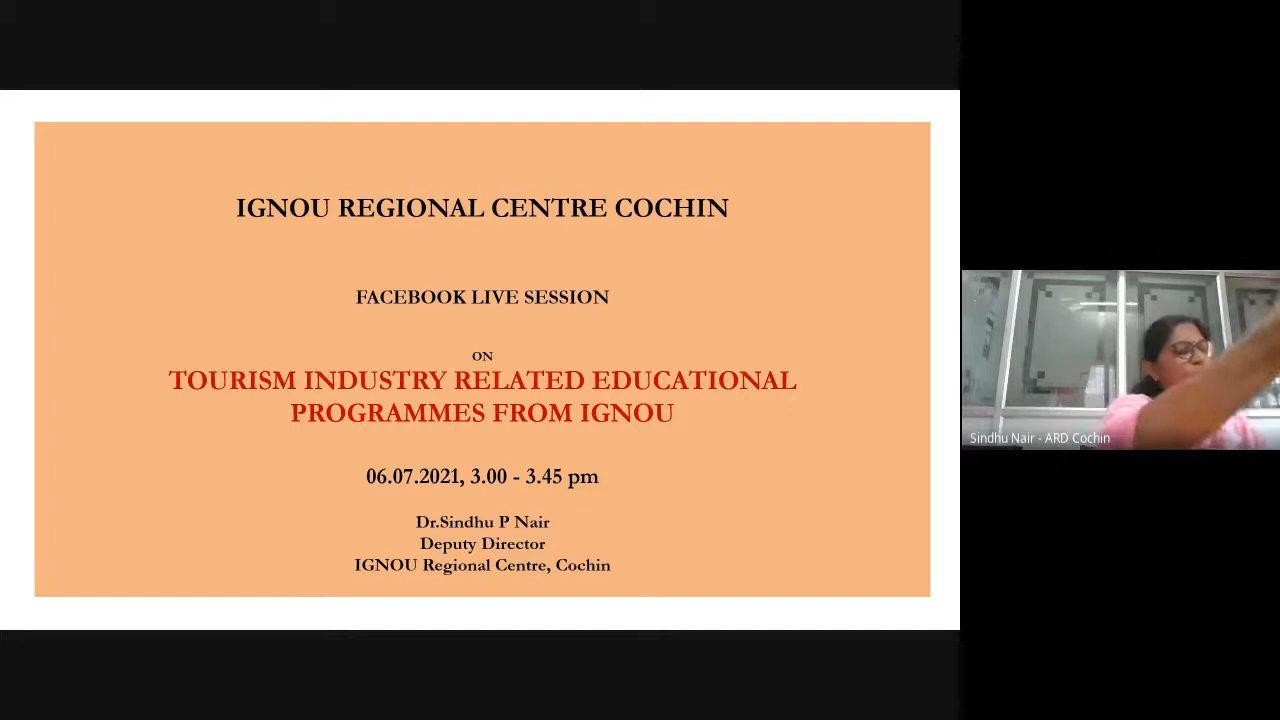 IGNOU REGIONAL CENTRE COCHIN
FACEBOOK LIVE SESSION
ON
TOURISM INDUSTRY RELATED EDUCATIONAL
PROGRAMMES FROM IGNOU
06.07.2021, 3.00 - 3.45 pm
Dr.Sindhu P Nair
Deputy Director
IGNOU Regional Centre, Cochin
Sindhu Nair - ARD Cochin